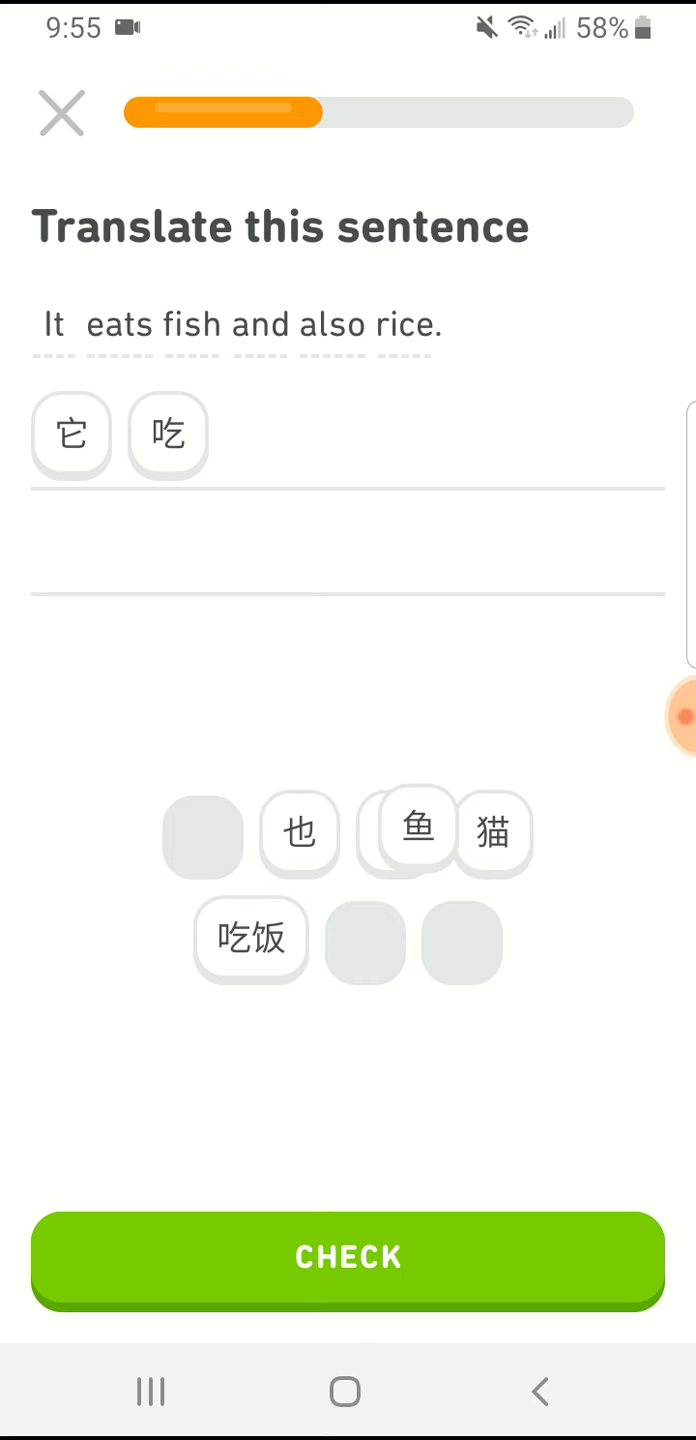 9:55 58%
Translate this sentence
It eats fish and also rice.
它 吃
也 鱼 猫
吃饭
CHECK